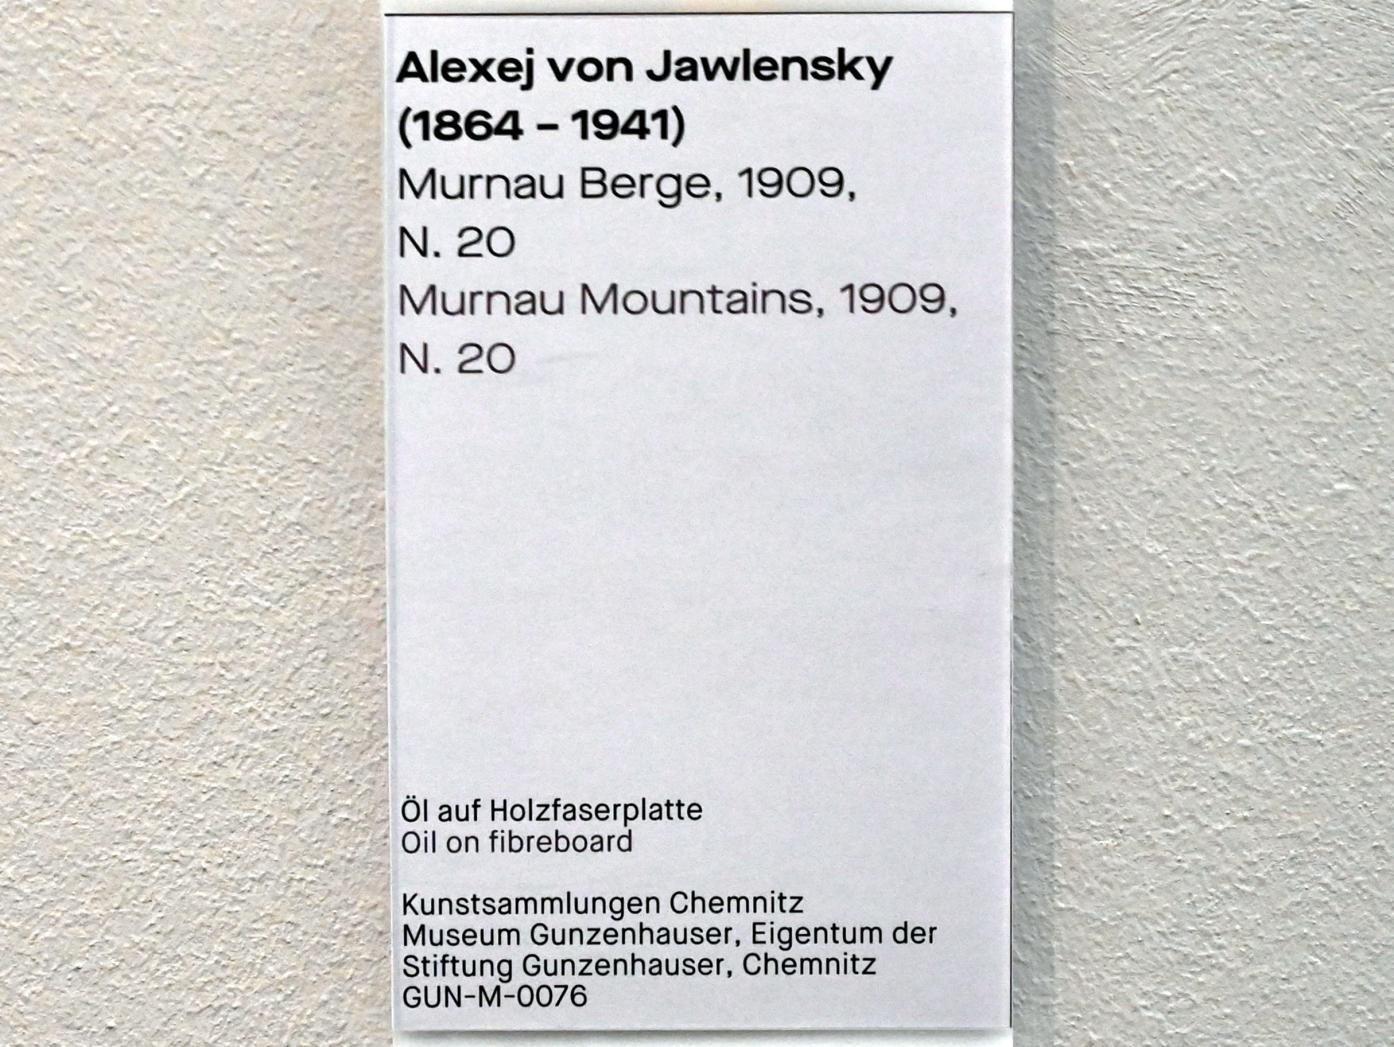 Alexej von Jawlensky
(1864 – 1941)
Murnau Berge, 1909,
N. 20
Murnau Mountains, 1909,
N. 20
Öl auf Holzfaserplatte
Oil on fibreboard
Kunstsammlungen Chemnitz
Museum Gunzenhauser, Eigentum der
Stiftung Gunzenhauser, Chemnitz
GUN-M-0076